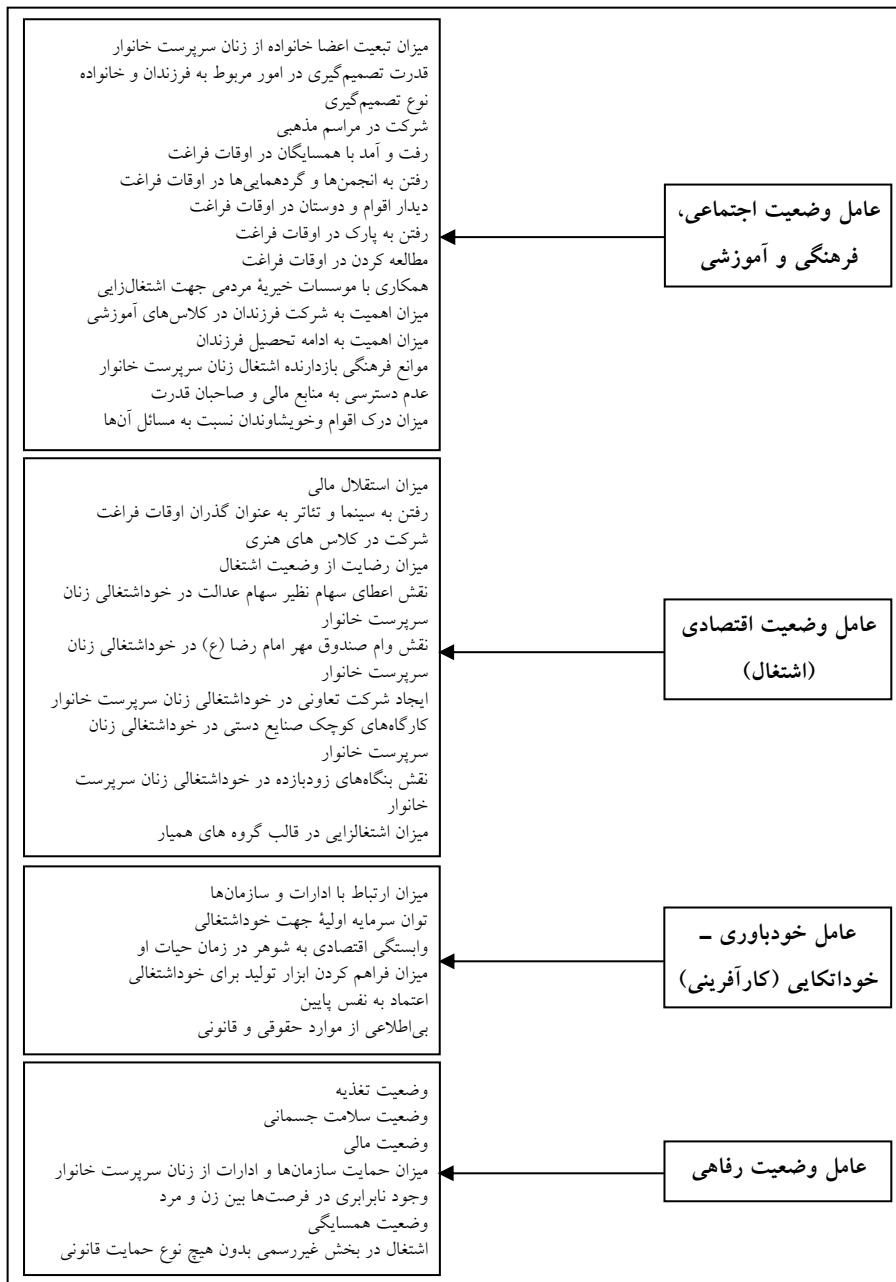 عامل وضعیت اجتماعی،
فرهنگی و آموزشی
میزان تبعیت اعضا خانواده از زنان سرپرست خانوار
قدرت تصمیم‌گیری در امور مربوط به فرزندان و خانواده
نوع تصمیم‌گیری
شرکت در مراسم مذهبی
رفت و آمد با همسایگان در اوقات فراغت
رفتن به انجمن‌ها و گردهمایی‌ها در اوقات فراغت
دیدار اقوام و دوستان در اوقات فراغت
رفتن به پارک در اوقات فراغت
مطالعه کردن در اوقات فراغت
همکاری با موسسات خیریهٔ مردمی جهت اشتغال‌زایی
میزان اهمیت به شرکت فرزندان در کلاس‌های آموزشی
میزان اهمیت به ادامه تحصیل فرزندان
موانع فرهنگی بازدارنده اشتغال زنان سرپرست خانوار
عدم دسترسی به منابع مالی و صاحبان قدرت
میزان درک اقوام وخویشاوندان نسبت به مسائل آن‌ها
عامل وضعیت اقتصادی
(اشتغال)
میزان استقلال مالی
رفتن به سینما و تئاتر به عنوان گذران اوقات فراغت
شرکت در کلاس های هنری
میزان رضایت از وضعیت اشتغال
نقش اعطای سهام نظیر سهام عدالت در خوداشتغالی زنان
سرپرست خانوار
نقش وام صندوق مهر امام رضا (ع) در خوداشتغالی زنان
سرپرست خانوار
ایجاد شرکت تعاونی در خوداشتغالی زنان سرپرست خانوار
کارگاه‌های کوچک صنایع دستی در خوداشتغالی زنان
سرپرست خانوار
نقش بنگاه‌های زودبازده در خوداشتغالی زنان سرپرست
خانوار
میزان اشتغالزایی در قالب گروه های همیار
عامل خودباوری –
خوداتکایی (کارآفرینی)
میزان ارتباط با ادارات و سازمان‌ها
توان سرمایه اولیهٔ جهت خوداشتغالی
وابستگی اقتصادی به شوهر در زمان حیات او
میزان فراهم کردن ابزار تولید برای خوداشتغالی
اعتماد به نفس پایین
بی‌اطلاعی از موارد حقوقی و قانونی
عامل وضعیت رفاهی
وضعیت تغذیه
وضعیت سلامت جسمانی
وضعیت مالی
میزان حمایت سازمان‌ها و ادارات از زنان سرپرست خانوار
وجود نابرابری در فرصت‌ها بین زن و مرد
وضعیت همسایگی
اشتغال در بخش غیررسمی بدون هیچ نوع حمایت قانونی